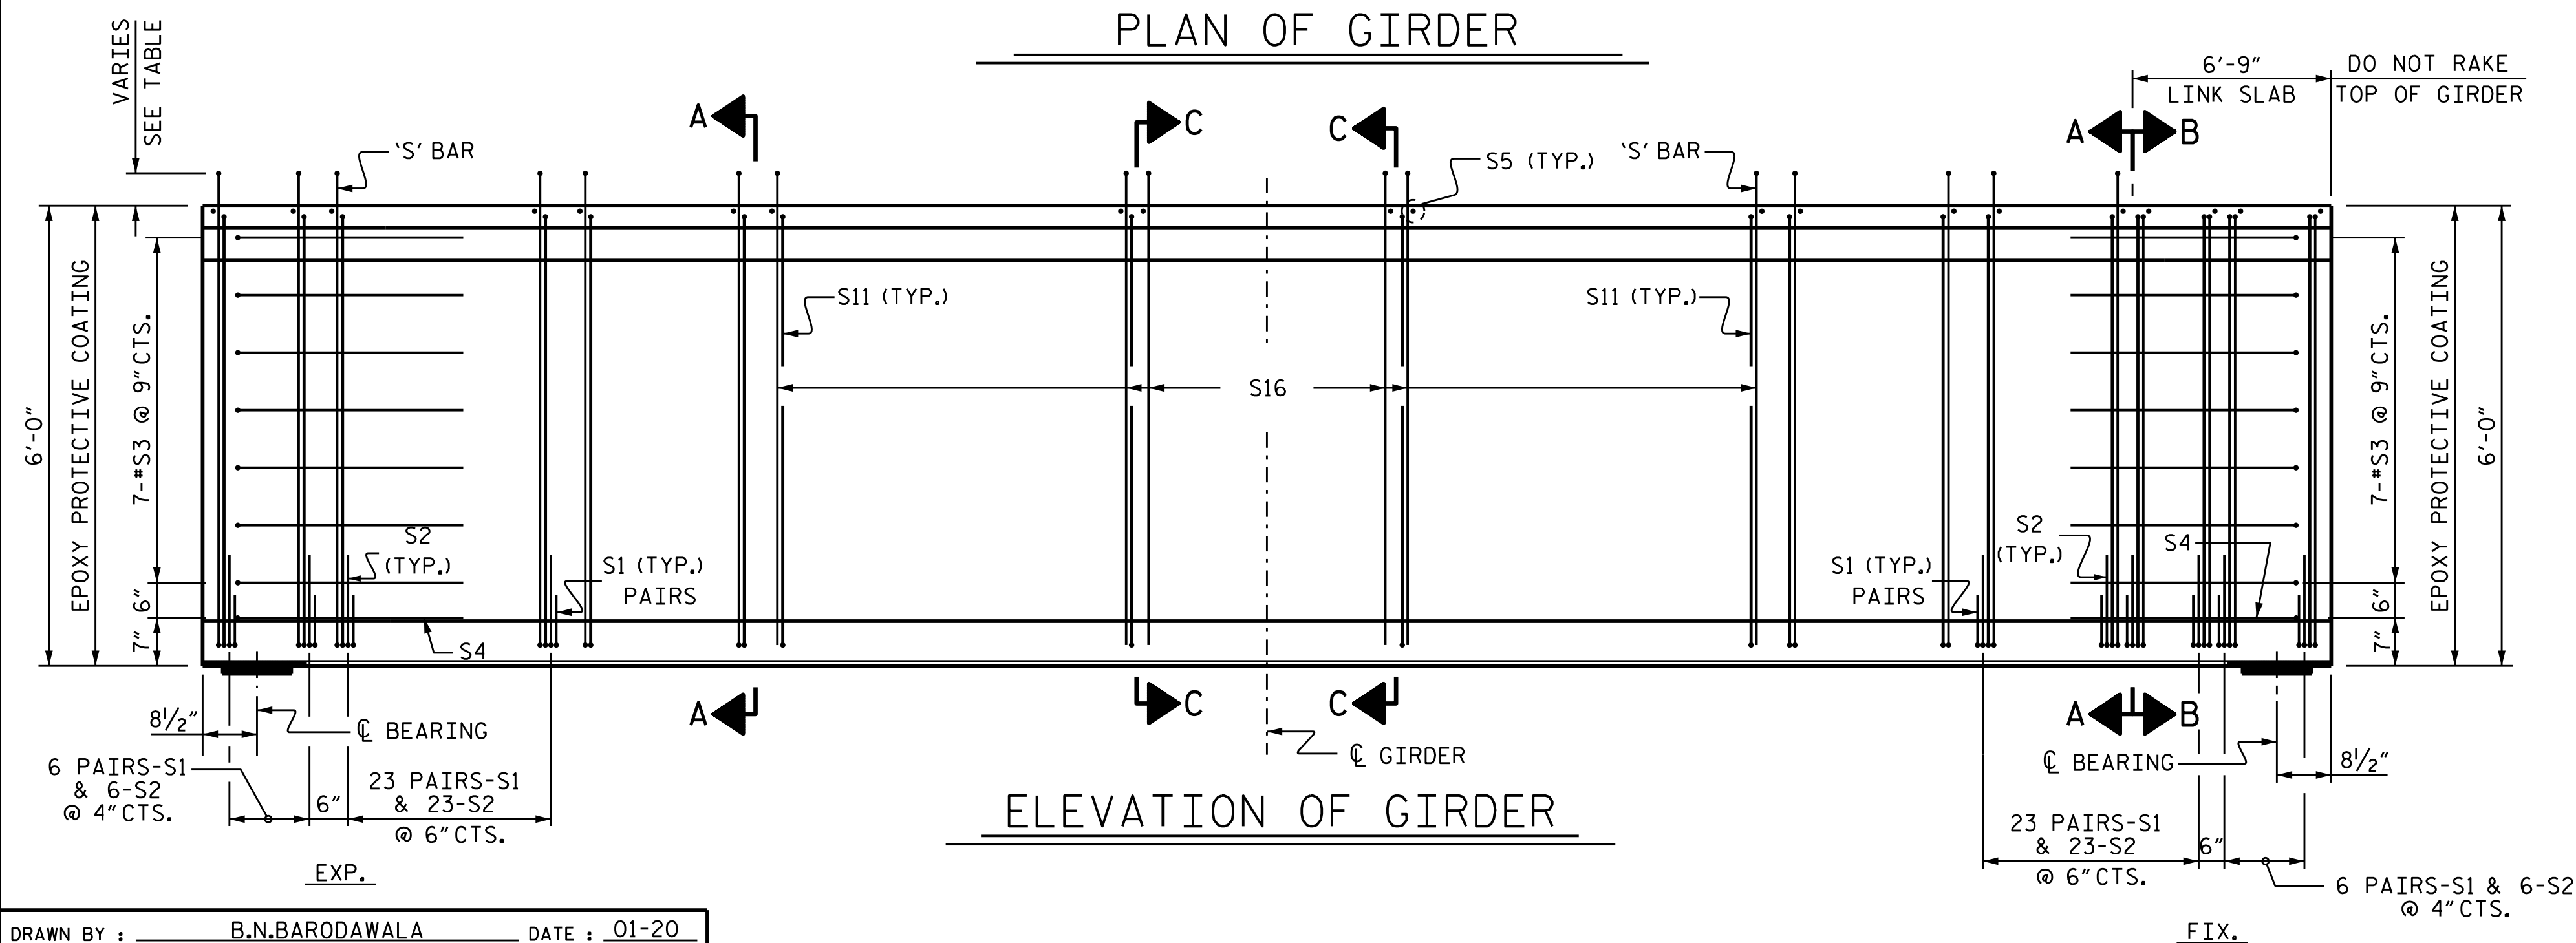 PLAN OF GIRDER
VARIES
SEE TABLE
6'-9"
LINK SLAB
DO NOT RAKE
TOP OF GIRDER
A
C
C
A
B
'S' BAR
S5 (TYP.)
'S' BAR
6'-0"
EPOXY PROTECTIVE COATING
7-#S3 @ 9"CTS.
6"
7"
S11 (TYP.)
S11 (TYP.)
S16
7-#S3 @ 9"CTS.
6"
7"
EPOXY PROTECTIVE COATING
6'-0"
S2
(TYP.)
S1 (TYP.)
PAIRS
S4
S1 (TYP.)
PAIRS
S2
(TYP.)
S4
A
C
C
A
B
8½"
℄ BEARING
℄ GIRDER
℄ BEARING
8½"
6 PAIRS-S1
& 6-S2
@ 4"CTS.
6"
23 PAIRS-S1
& 23-S2
@ 6"CTS.
ELEVATION OF GIRDER
23 PAIRS-S1
& 23-S2
@ 6"CTS.
6"
6 PAIRS-S1 & 6-S2
@ 4"CTS.
EXP.
FIX.
DRAWN BY : B.N.BARODAWALA DATE : 01-20